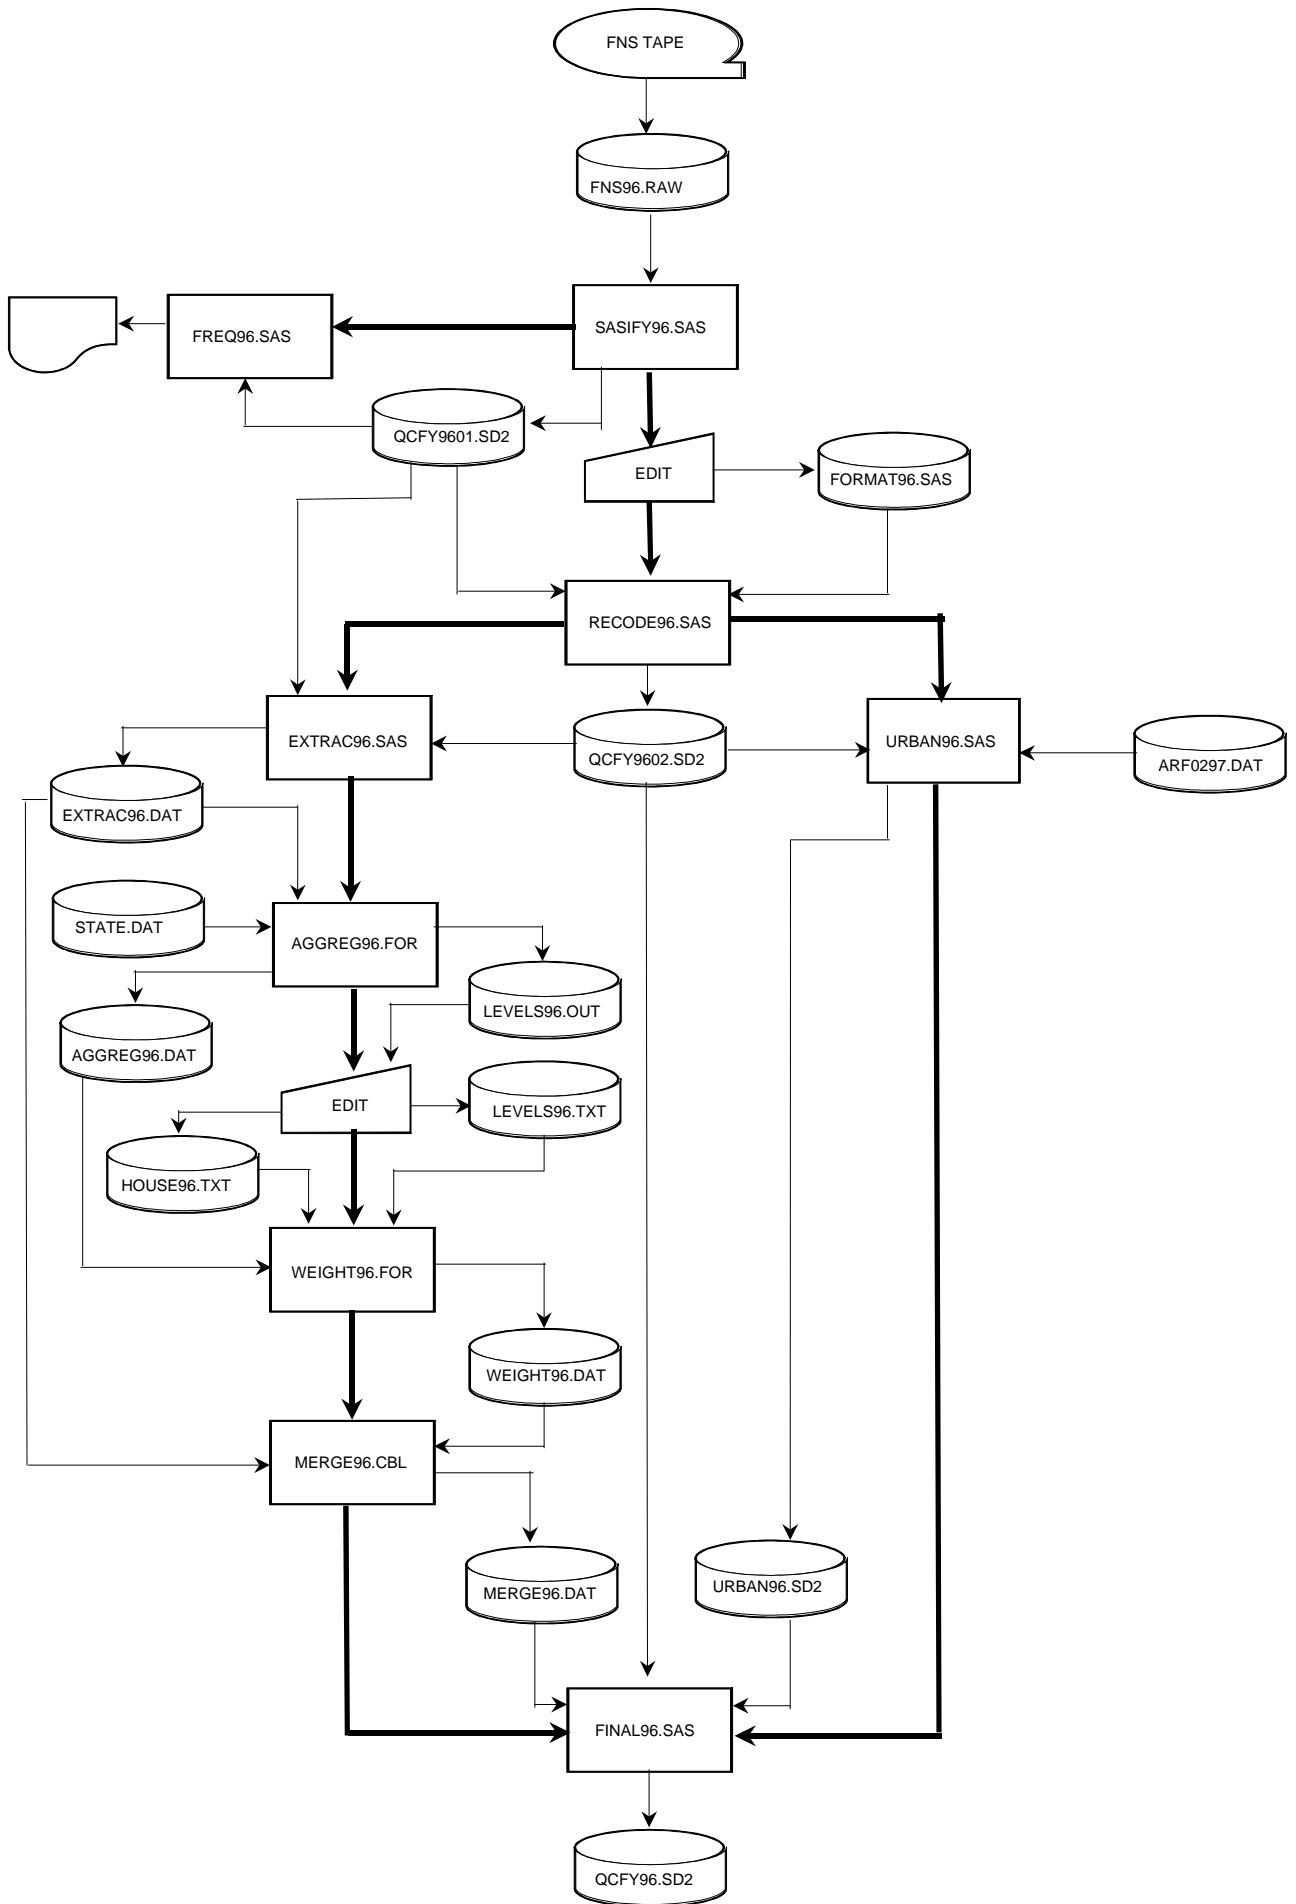 FNS TAPE
FNS96.RAW
FREQ96.SAS
SASIFY96.SAS
QCFY9601.SD2
EDIT
FORMAT96.SAS
RECODE96.SAS
EXTRAC96.SAS
QCFY9602.SD2
URBAN96.SAS
ARF0297.DAT
EXTRAC96.DAT
STATE.DAT
AGGREG96.FOR
LEVELS96.OUT
AGGREG96.DAT
EDIT
LEVELS96.TXT
HOUSE96.TXT
WEIGHT96.FOR
WEIGHT96.DAT
MERGE96.CBL
MERGE96.DAT
URBAN96.SD2
FINAL96.SAS
QCFY96.SD2